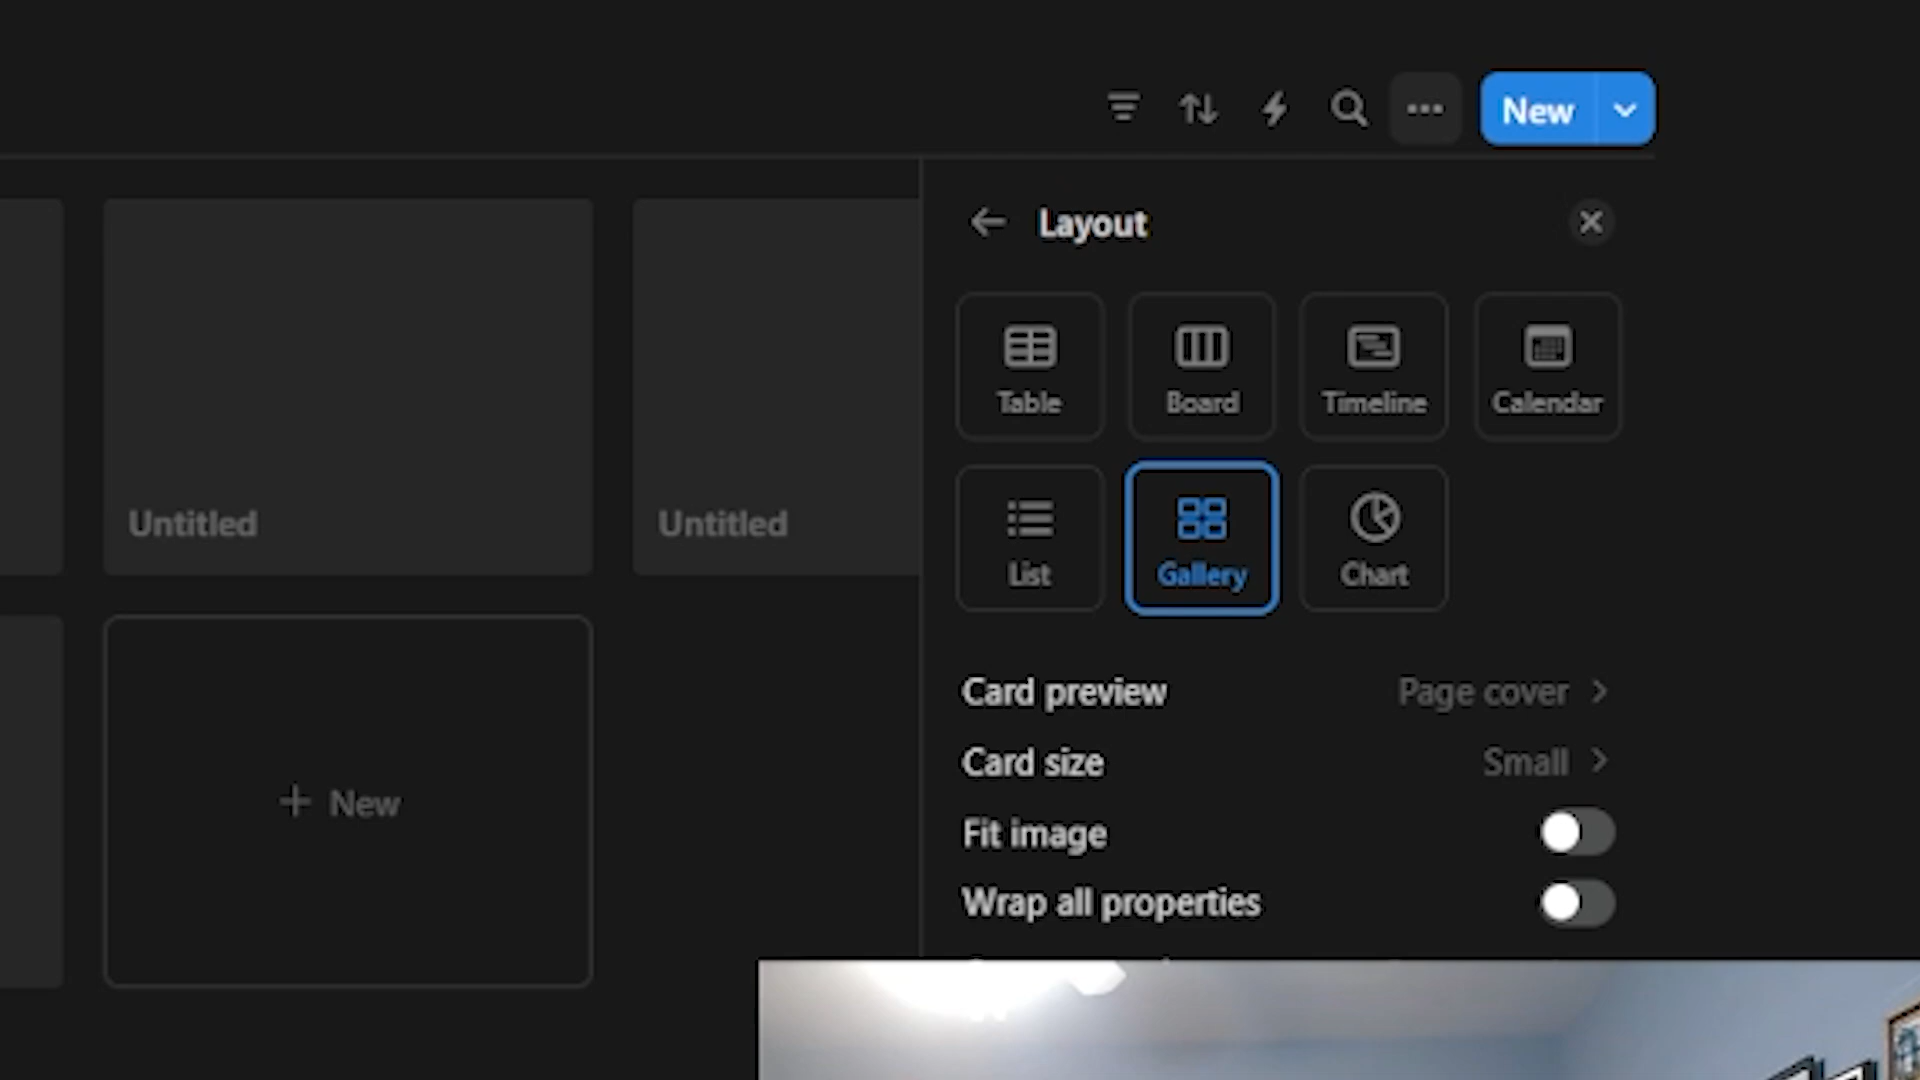 New
Layout
Table
Board
Timeline
Calendar
List
Gallery
Chart
Untitled
Untitled
Card preview
Page cover
Card size
Small
Fit image
Wrap all properties
+ New